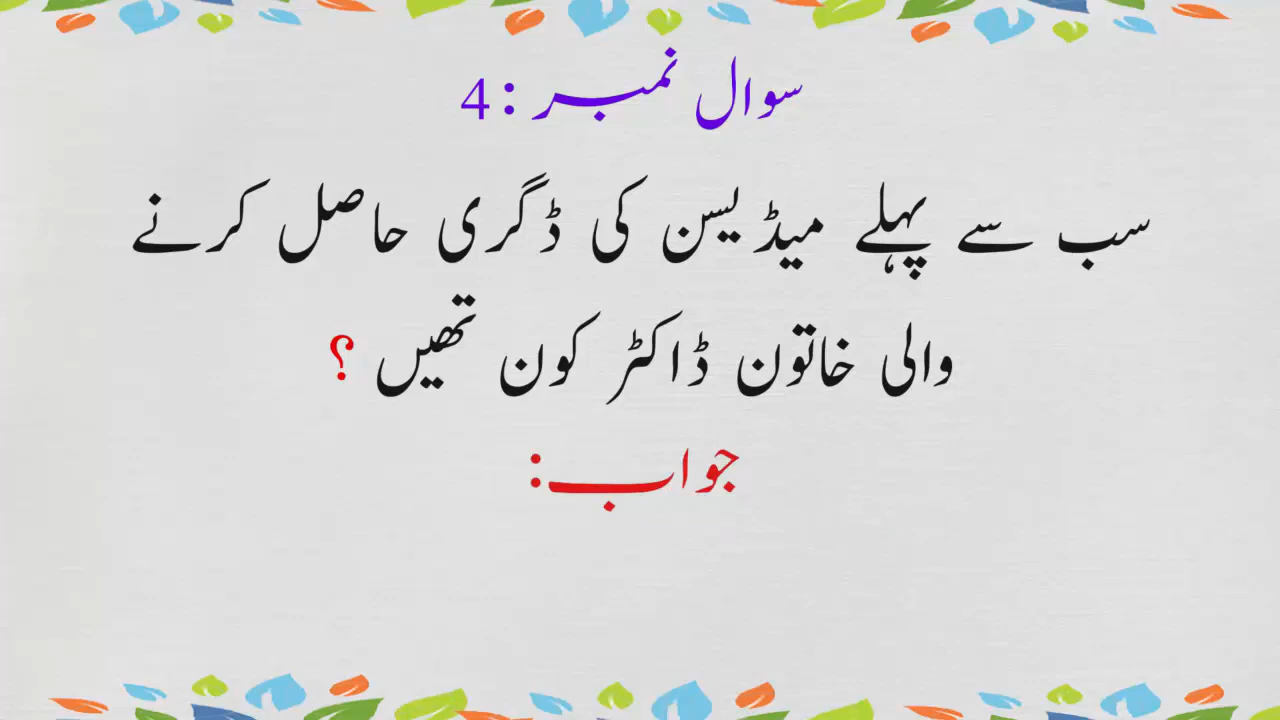 سوال نمبر :4
سب سے پہلے میڈیسن کی ڈگری حاصل کرنے
والی خاتون ڈاکٹر کون تھیں ؟
جواب: